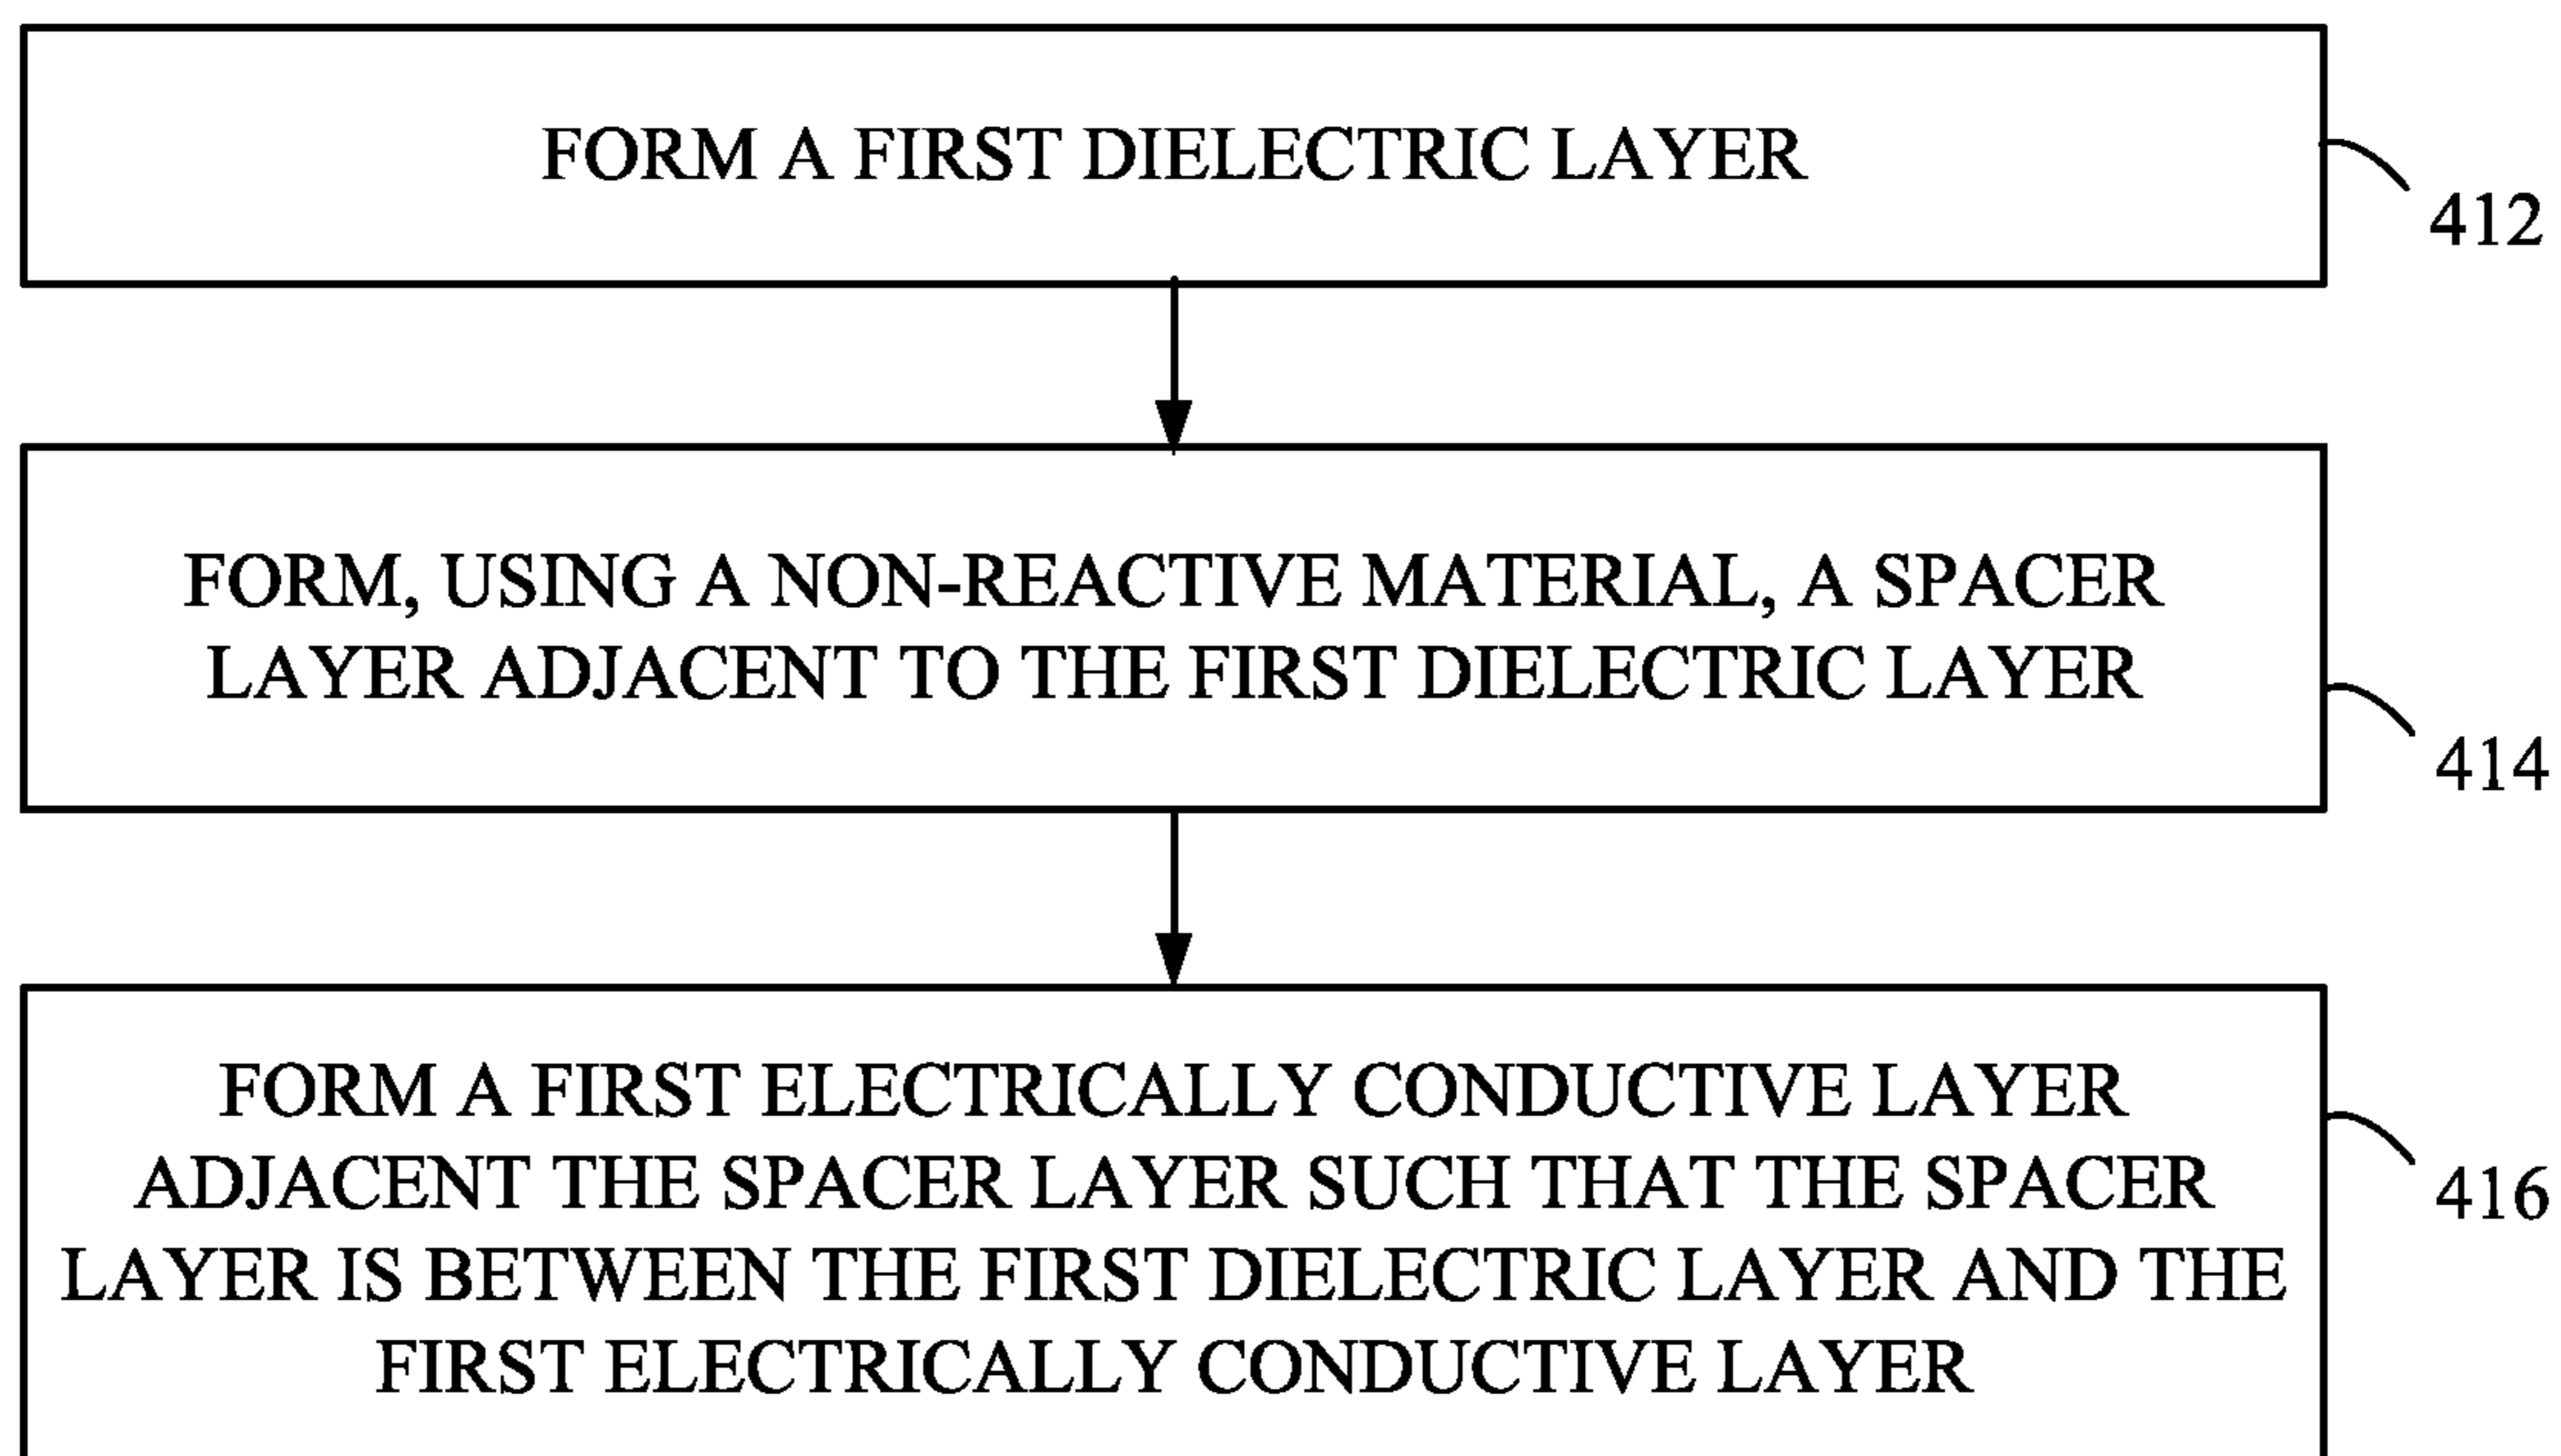 FORM A FIRST DIELECTRIC LAYER
412
FORM, USING A NON-REACTIVE MATERIAL, A SPACER
LAYER ADJACENT TO THE FIRST DIELECTRIC LAYER
414
FORM A FIRST ELECTRICALLY CONDUCTIVE LAYER
ADJACENT THE SPACER LAYER SUCH THAT THE SPACER
LAYER IS BETWEEN THE FIRST DIELECTRIC LAYER AND THE
FIRST ELECTRICALLY CONDUCTIVE LAYER
416